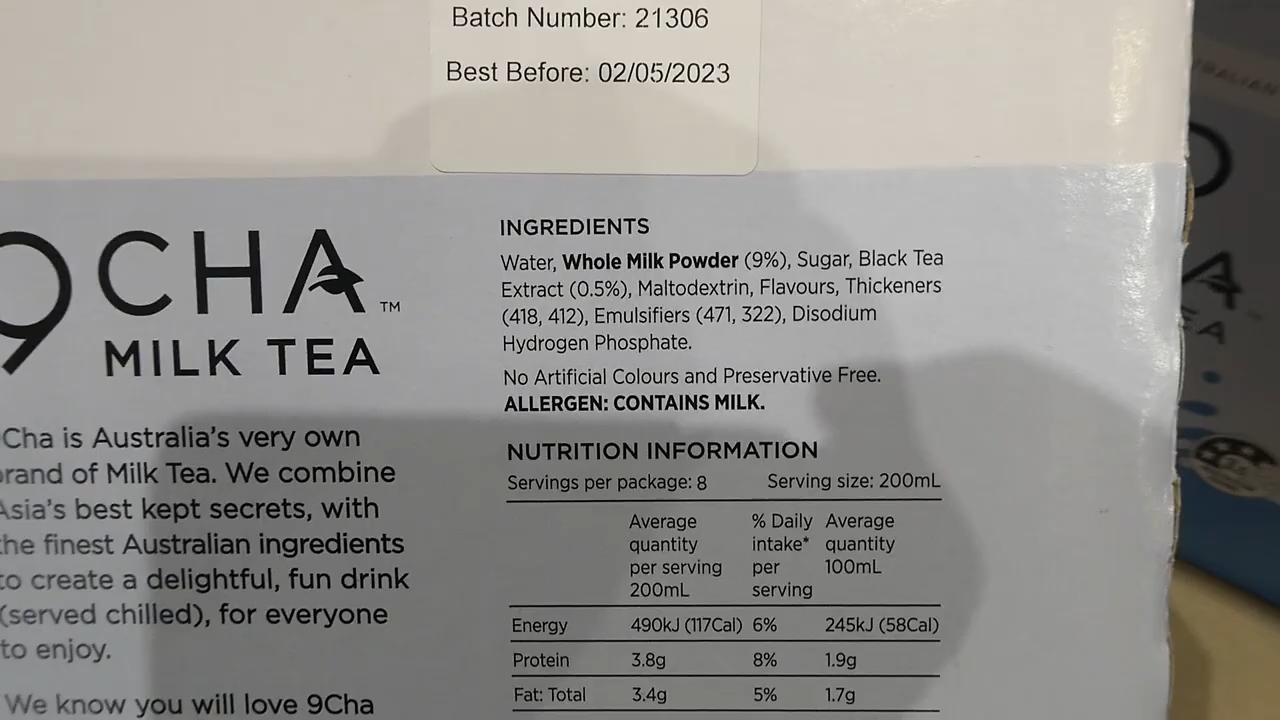 Batch Number: 21306
Best Before: 02/05/2023
9CHA™
MILK TEA
9Cha is Australia's very own
brand of Milk Tea. We combine
Asia's best kept secrets, with
the finest Australian ingredients
to create a delightful, fun drink
(served chilled), for everyone
to enjoy.
We know you will love 9Cha
INGREDIENTS
Water, Whole Milk Powder (9%), Sugar, Black Tea
Extract (0.5%), Maltodextrin, Flavours, Thickeners
(418, 412), Emulsifiers (471, 322), Disodium
Hydrogen Phosphate.
No Artificial Colours and Preservative Free.
ALLERGEN: CONTAINS MILK.
NUTRITION INFORMATION
Servings per package: 8 Serving size: 200mL
Average % Daily Average
quantity intake* quantity
per serving per 100mL
200mL serving
Energy 490kJ (117Cal) 6% 245kJ (58Cal)
Protein 3.8g 8% 1.9g
Fat: Total 3.4g 5% 1.7g